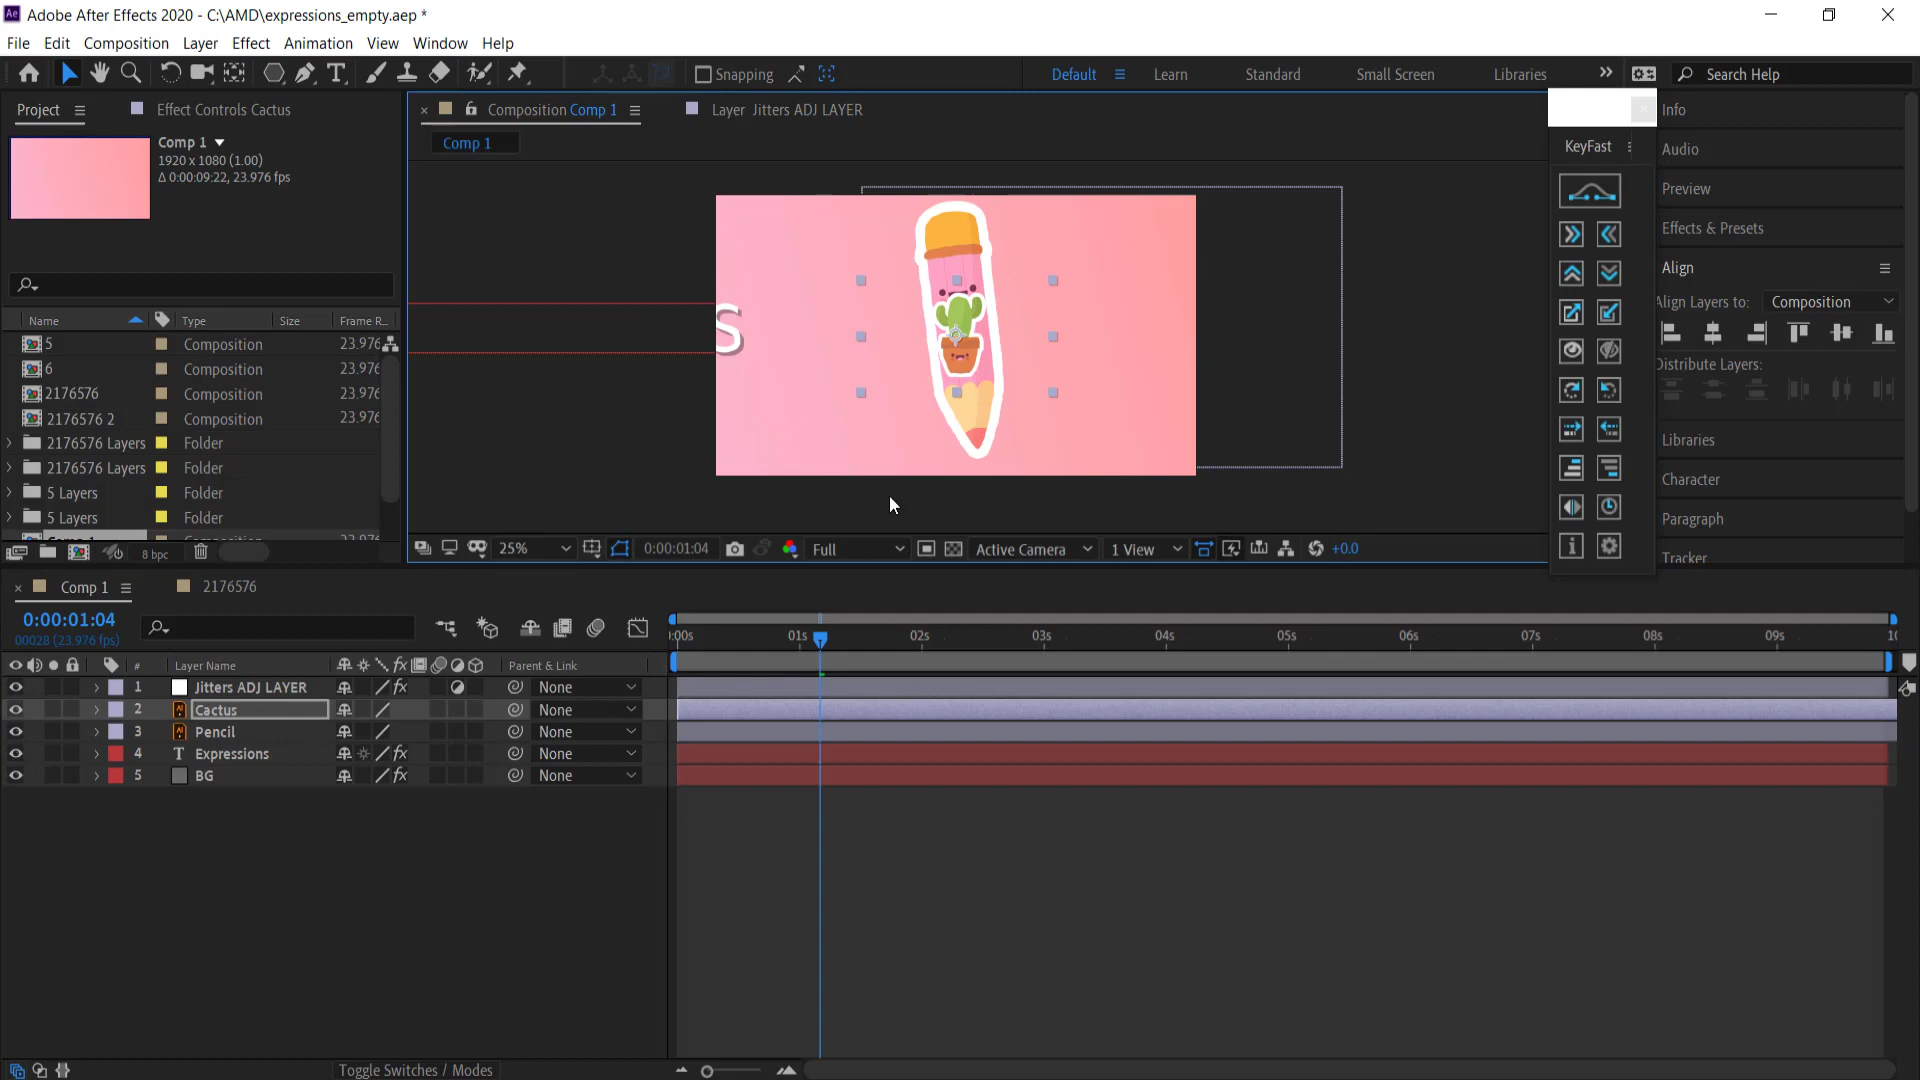 Adobe After Effects 2020 - C:\AMD\expressions_empty.aep *
File Edit Composition Layer Effect Animation View Window Help
Snapping Default Learn Standard Small Screen Libraries Search Help
Project Effect Controls Cactus Composition Comp 1 Layer Jitters ADJ LAYER Info
Comp 1
1920 x 1080 (1.00)
Δ 0:00:09:22, 23.976 fps
Comp 1
KeyFast
Audio
Preview
Effects & Presets
Align
Align Layers to: Composition
Distribute Layers:
Libraries
Character
Paragraph
Tracker
Name Type Size Frame R...
5 Composition 23.976
6 Composition 23.976
2176576 Composition 23.976
2176576 2 Composition 23.976
2176576 Layers Folder
2176576 Layers Folder
5 Layers Folder
5 Layers Folder
8 bpc
S
25% 0:00:01:04 Full Active Camera 1 View +0.0
Comp 1 2176576
0:00:01:04
00028 (23.976 fps)
:00s 01s 02s 03s 04s 05s 06s 07s 08s 09s 10
# Layer Name Parent & Link
1 Jitters ADJ LAYER None
2 Cactus None
3 Pencil None
4 T Expressions None
5 BG None
Toggle Switches / Modes